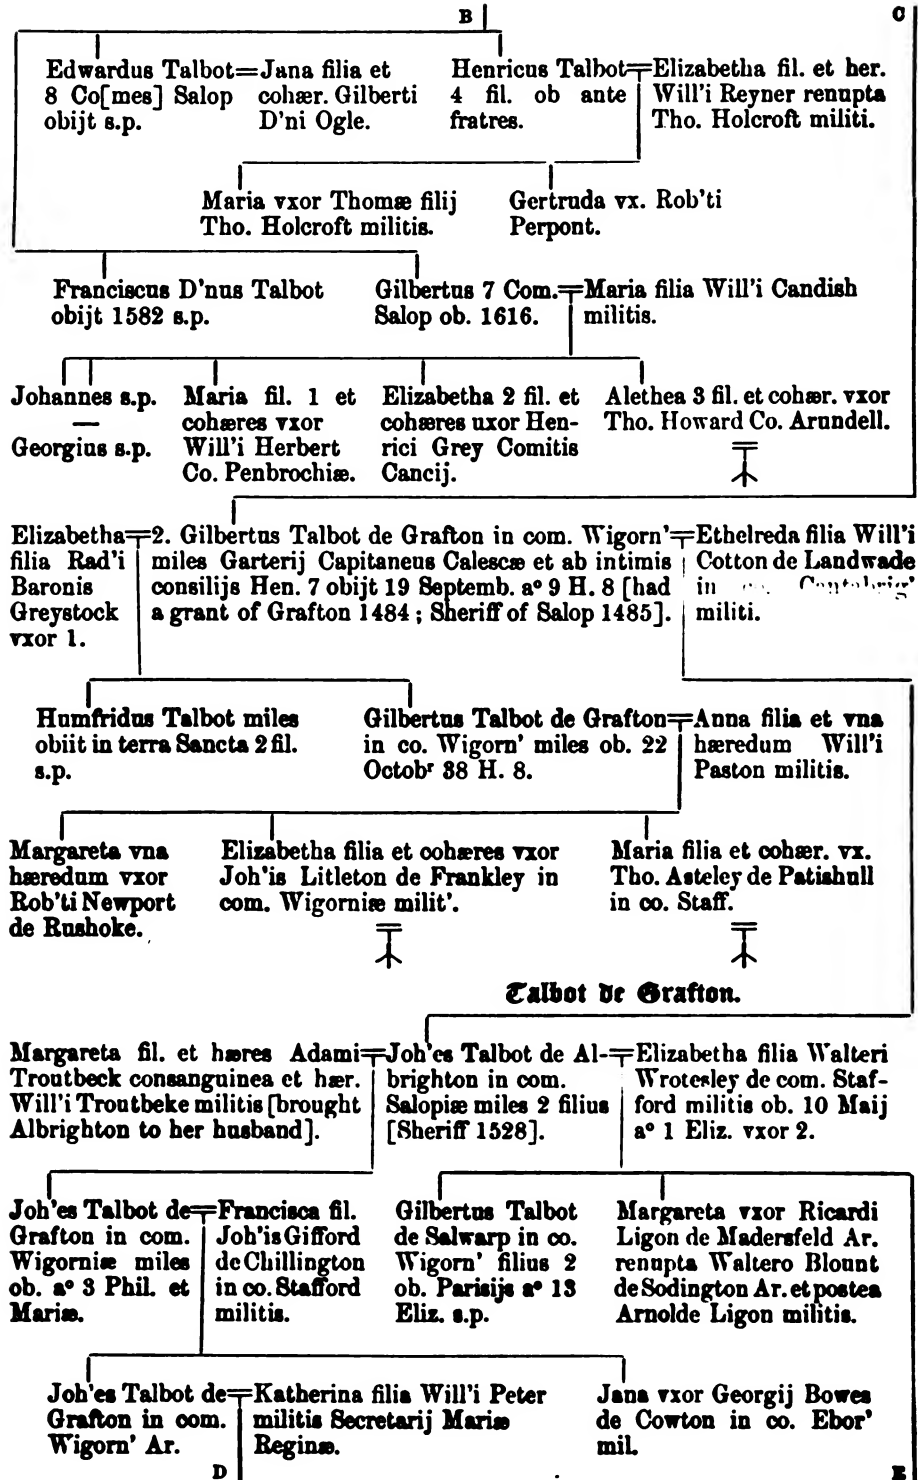 B
C
Edwardus Talbot=Jana filia et
8 Co[mes] Salop cohær. Gilberti
obijt s.p. D'ni Ogle.
Henricus Talbot=Elizabetha fil. et her.
4 fil. ob ante Will'i Reyner renupta
fratres. Tho. Holcroft militi.
Maria vxor Thomæ filij
Tho. Holcroft militis.
Gertruda vx. Rob'ti
Perpont.
Franciscus D'nus Talbot
obijt 1582 s.p.
Gilbertus 7 Com.=Maria filia Will'i Candish
Salop ob. 1616. militis.
Johannes s.p.
—
Georgius s.p.
Maria fil. 1 et
cohæres vxor
Will'i Herbert
Co. Penbrochiæ.
Elizabetha 2 fil. et
cohæres uxor Hen-
rici Grey Comitis
Cancij.
Alethea 3 fil. et cohær. vxor
Tho. Howard Co. Arundell.
Elizabetha
filia Rad'i
Baronis
Greystock
vxor 1.
2. Gilbertus Talbot de Grafton in com. Wigorn'
miles Garterij Capitaneus Calescæ et ab intimis
consilijs Hen. 7 obijt 19 Septemb. aº 9 H. 8 [had
a grant of Grafton 1484 ; Sheriff of Salop 1485].
Ethelreda filia Will'i
Cotton de Landwade
in
militi.
Humfridus Talbot miles
obiit in terra Sancta 2 fil.
s.p.
Gilbertus Talbot de Grafton
in co. Wigorn' miles ob. 22
Octobʳ 38 H. 8.
Anna filia et vna
hæredum Will'i
Paston militis.
Margareta vna
hæredum vxor
Rob'ti Newport
de Rushoke.
Elizabetha filia et cohæres vxor
Joh'is Litleton de Frankley in
com. Wigorniæ milit'.
Maria filia et cohær. vx.
Tho. Asteley de Patishull
in co. Staff.
Talbot de Grafton.
Margareta fil. et hæres Adami
Troutbeck consanguinea et hær.
Will'i Troutbeke militis [brought
Albrighton to her husband].
Joh'es Talbot de Al-
brighton in com.
Salopiæ miles 2 filius
[Sheriff 1528].
Elizabetha filia Walteri
Wrotesley de com. Staf-
ford militis ob. 10 Maij
aº 1 Eliz. vxor 2.
Joh'es Talbot de
Grafton in com.
Wigorniæ miles
ob. aº 3 Phil. et
Mariæ.
Francisca fil.
Joh'is Gifford
de Chillington
in co. Stafford
militis.
Gilbertus Talbot
de Salwarp in co.
Wigorn' filius 2
ob. Parisijs aº 13
Eliz. s.p.
Margareta vxor Ricardi
Ligon de Madersfeld Ar.
renupta Waltero Blount
de Sodington Ar. et postea
Arnolde Ligon militis.
Joh'es Talbot de
Grafton in com.
Wigorn' Ar.
Katherina filia Will'i Peter
militis Secretarij Mariæ
Reginæ.
Jana vxor Georgij Bowes
de Cowton in co. Ebor'
mil.
D
E